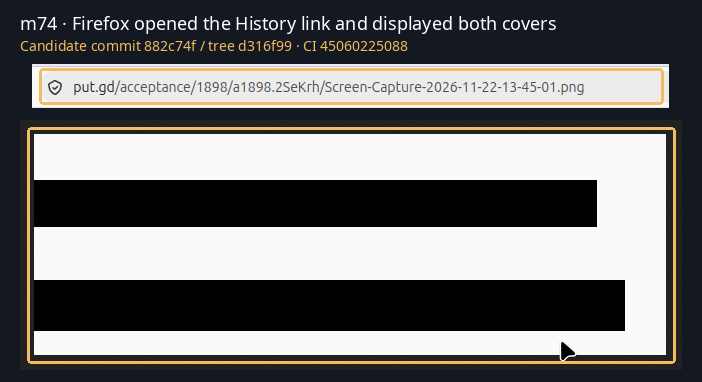 m74 · Firefox opened the History link and displayed both covers
Candidate commit 882c74f / tree d316f99 · CI 45060225088
put.gd/acceptance/1898/a1898.2SeKrh/Screen-Capture-2026-11-22-13-45-01.png